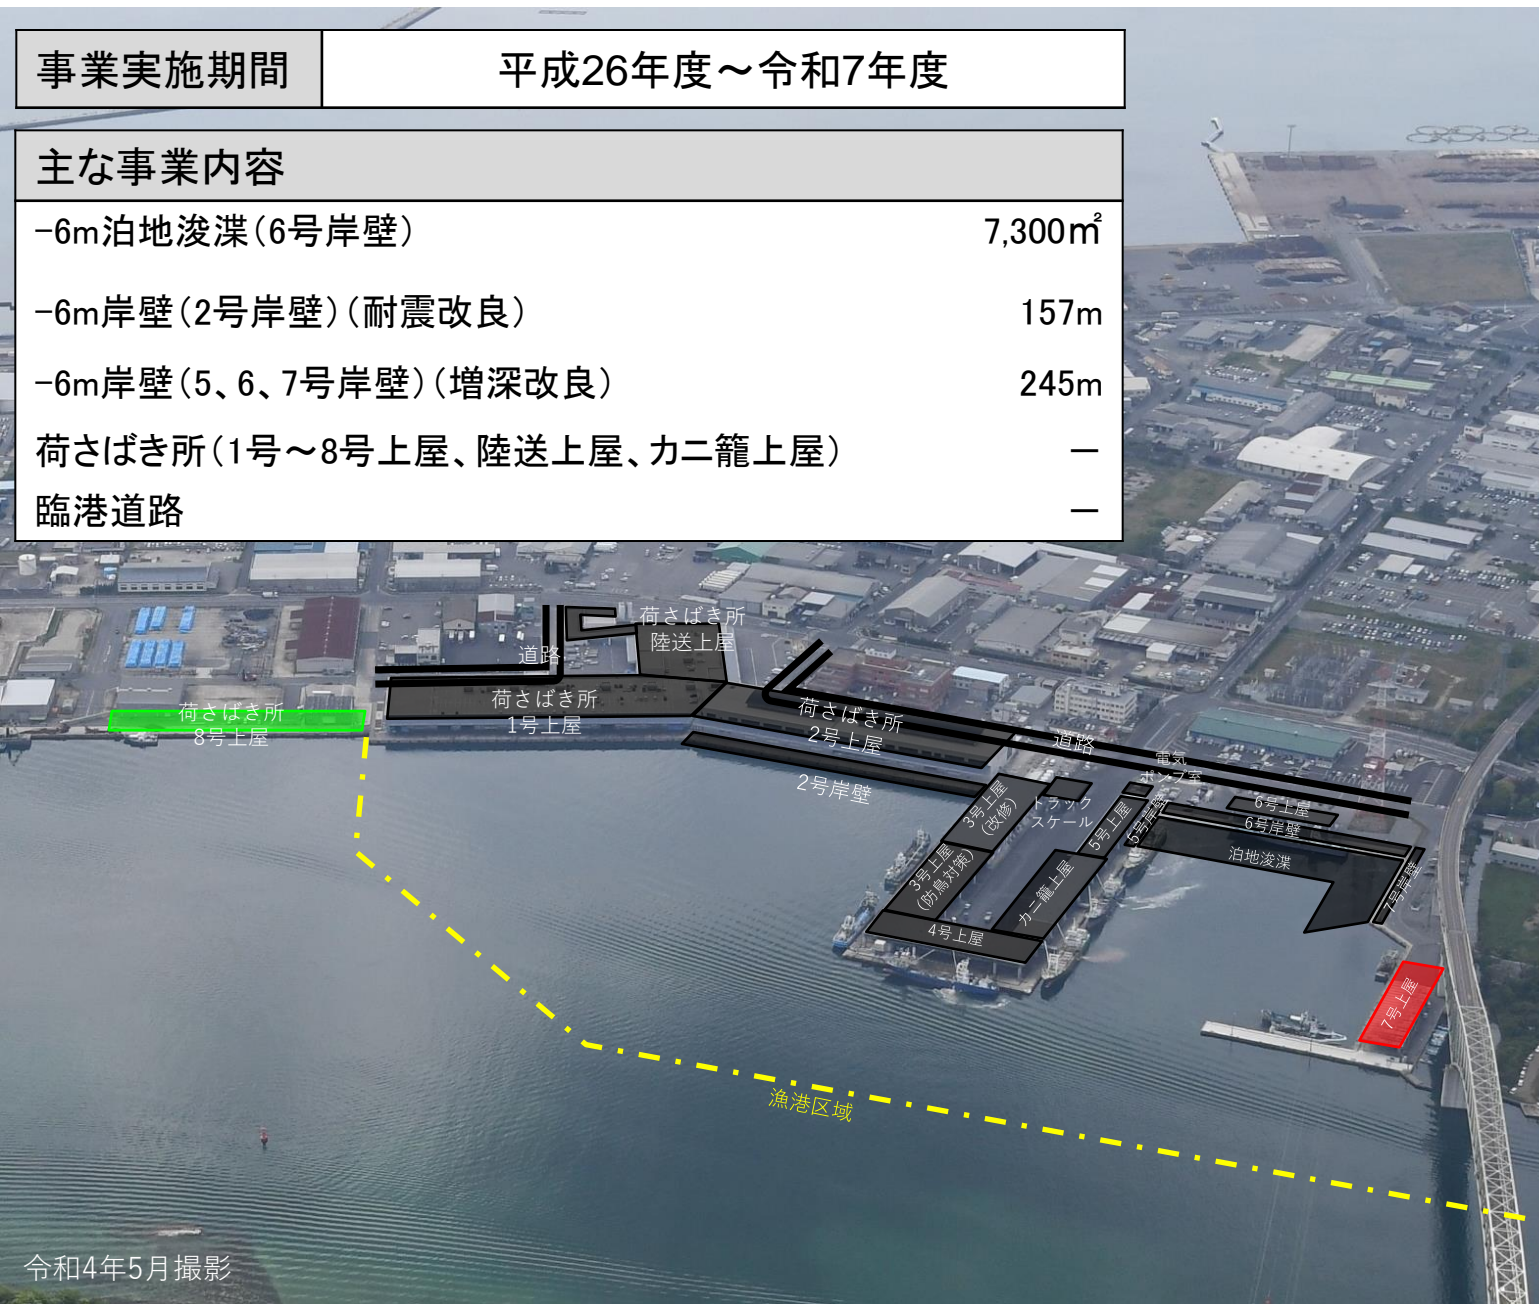 事業実施期間
平成26年度～令和7年度
主な事業内容
-6m泊地浚渫（6号岸壁） 7,300㎡
-6m岸壁（2号岸壁）（耐震改良） 157m
-6m岸壁（5、6、7号岸壁）（増深改良） 245m
荷さばき所（1号～8号上屋、陸送上屋、カニ籠上屋） ―
臨港道路 ―
荷さばき所
陸送上屋
道路
荷さばき所
1号上屋
荷さばき所
8号上屋
荷さばき所
2号上屋
2号岸壁
道路
電気
ポンプ室
3号上屋
(改修)
トラック
スケール
5号上屋
5号岸壁
6号上屋
6号岸壁
泊地浚渫
7号岸壁
3号上屋
(防鳥対策)
カニ籠上屋
4号上屋
7号上屋
漁港区域
令和4年5月撮影